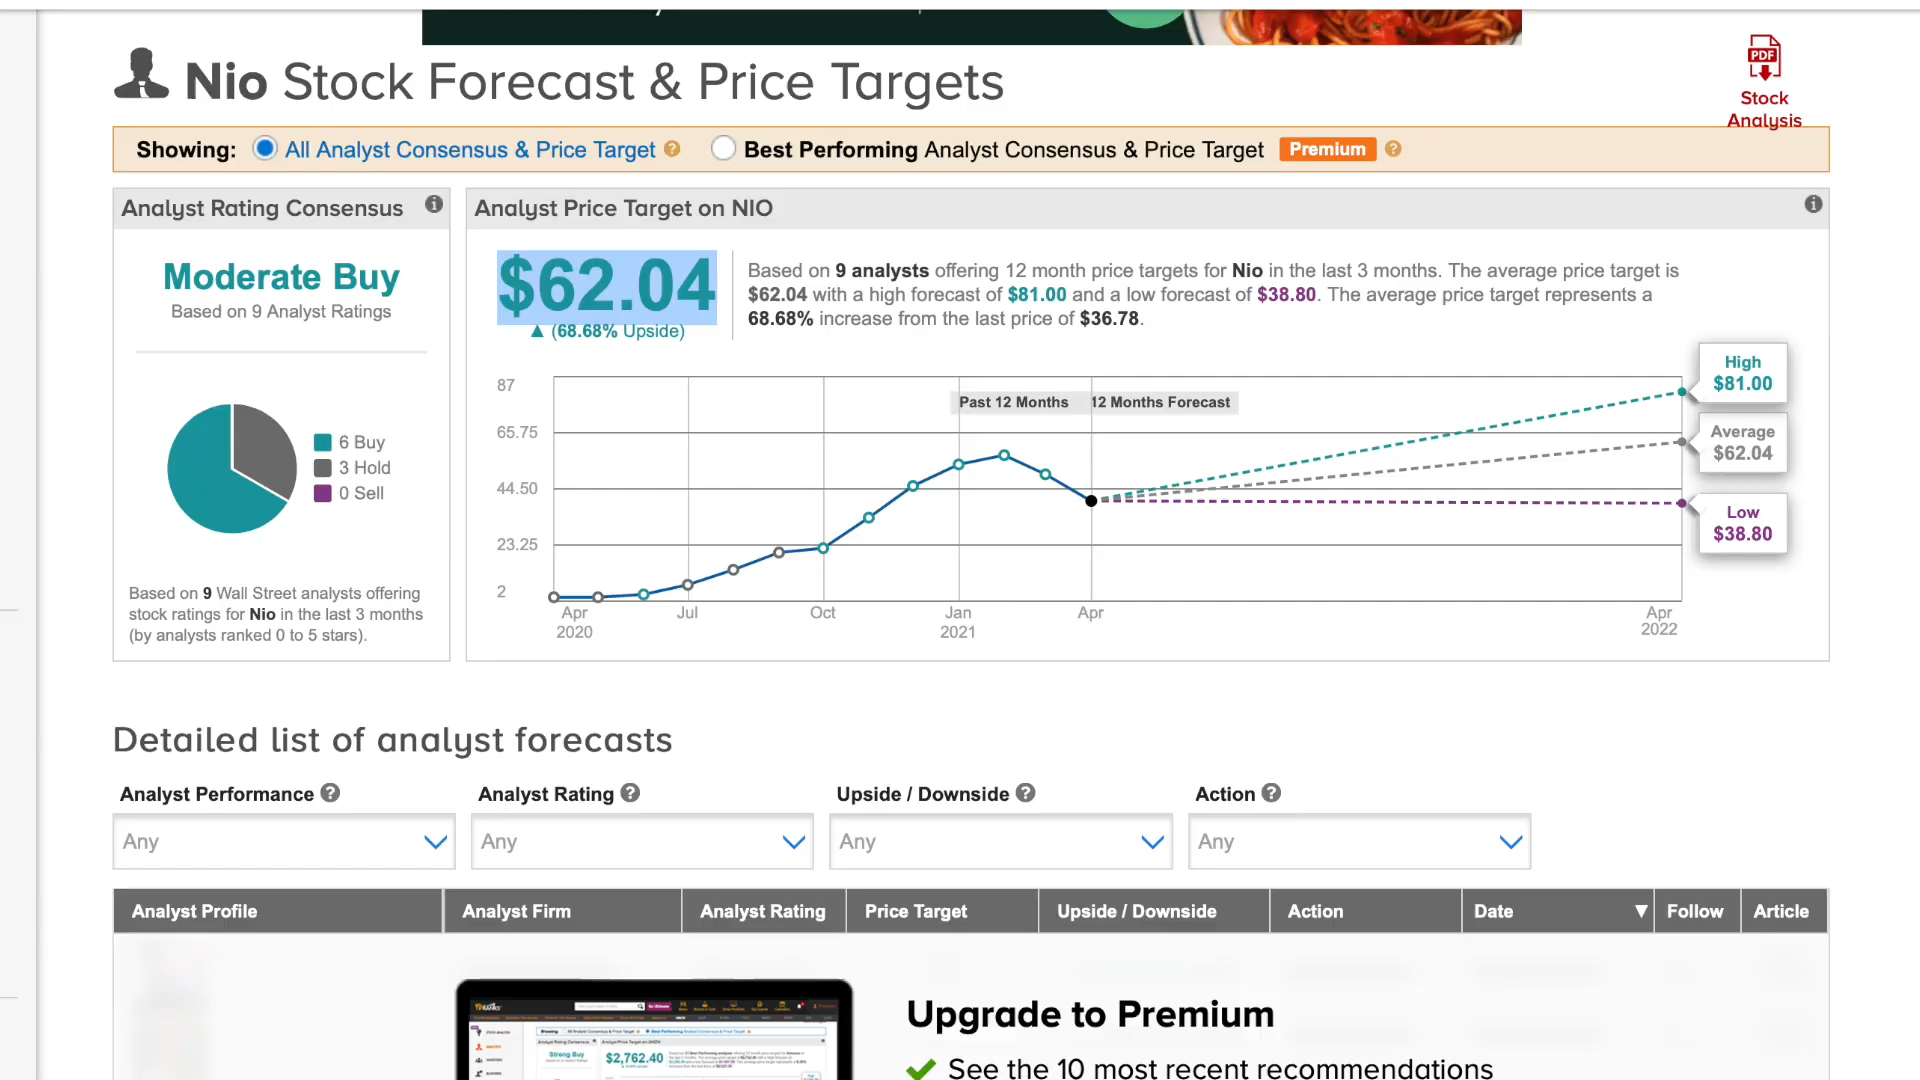 Nio Stock Forecast & Price Targets
PDF
Stock
Analysis
Showing: All Analyst Consensus & Price Target ? Best Performing Analyst Consensus & Price Target Premium ?
Analyst Rating Consensus
Analyst Price Target on NIO
Moderate Buy
Based on 9 Analyst Ratings
6 Buy
3 Hold
0 Sell
Based on 9 Wall Street analysts offering
stock ratings for Nio in the last 3 months
(by analysts ranked 0 to 5 stars).
$62.04
▲ (68.68% Upside)
Based on 9 analysts offering 12 month price targets for Nio in the last 3 months. The average price target is
$62.04 with a high forecast of $81.00 and a low forecast of $38.80. The average price target represents a
68.68% increase from the last price of $36.78.
87
65.75
44.50
23.25
2
Past 12 Months
12 Months Forecast
High
$81.00
Average
$62.04
Low
$38.80
Apr
2020
Jul
Oct
Jan
2021
Apr
Apr
2022
Detailed list of analyst forecasts
Analyst Performance ? Analyst Rating ? Upside / Downside ? Action ?
Any Any Any Any
Analyst Profile Analyst Firm Analyst Rating Price Target Upside / Downside Action Date ▼ Follow Article
Strong Buy
$2,762.40
Upgrade to Premium
See the 10 most recent recommendations